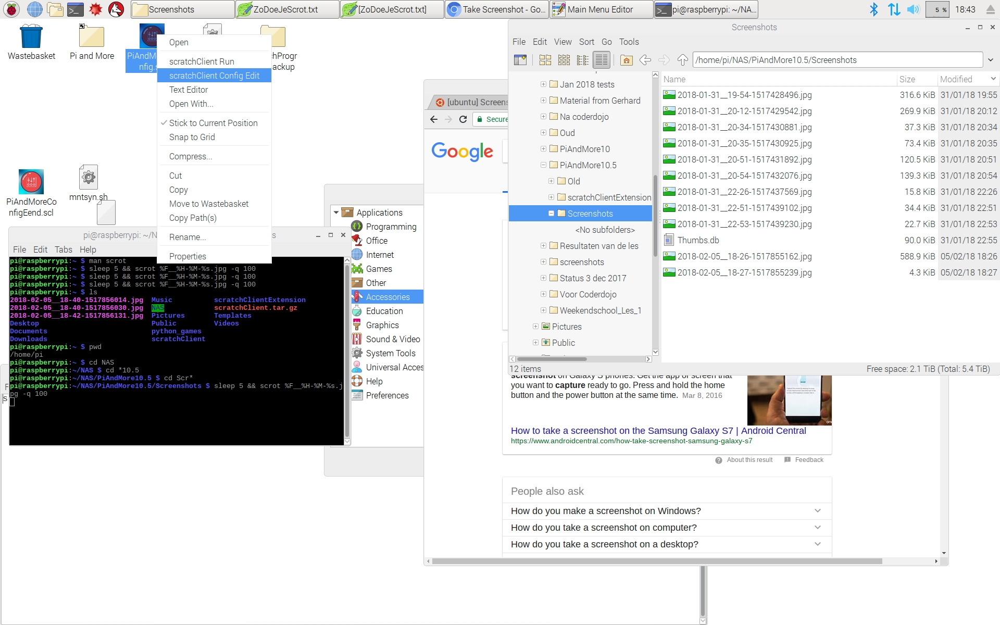 Screenshots
ZoDoeJeScrot.txt
[ZoDoeJeScrot.txt]
Take Screenshot - Go...
Main Menu Editor
pi@raspberrypi: ~/NA...
5 %
18:43
Wastebasket
Pi and More
PiAndMo
nfig.s
hProgr
ackup
PiAndMoreCo
nfigEend.scl
mntsyn.sh
Open
scratchClient Run
scratchClient Config Edit
Text Editor
Open With...
Stick to Current Position
Snap to Grid
Compress...
Cut
Copy
Move to Wastebasket
Copy Path(s)
Rename...
Properties
pi@raspberrypi: ~/N
s
File Edit Tabs Help
pi@raspberrypi:~ $ man scrot
pi@raspberrypi:~ $ sleep 5 && scrot %F__%H-%M-%s.jpg -q 100
pi@raspberrypi:~ $ sleep 5 && scrot %F__%H-%M-%s.jpg -q 100
pi@raspberrypi:~ $ sleep 5 && scrot %F__%H-%M-%s.jpg -q 100
pi@raspberrypi:~ $ ls
2018-02-05__18-40-1517856014.jpg Music scratchClientExtension
2018-02-05__18-40-1517856030.jpg NAS scratchClient.tar.gz
2018-02-05__18-42-1517856131.jpg Pictures Templates
Desktop Public Videos
Documents python_games
Downloads scratchClient
pi@raspberrypi:~ $ pwd
/home/pi
pi@raspberrypi:~ $ cd NAS
pi@raspberrypi:~/NAS $ cd *10.5
pi@raspberrypi:~/NAS/PiAndMore10.5 $ cd Scr*
pi@raspberrypi:~/NAS/PiAndMore10.5/Screenshots $ sleep 5 && scrot %F__%H-%M-%s.j
pg -q 100
F
s
Applications
Programming
Office
Internet
Games
Other
Accessories
Education
Graphics
Sound & Video
System Tools
Universal Acces
Help
Preferences
[ubuntu] Screens
Secure
Google
Screenshots
File Edit View Sort Go Tools
/home/pi/NAS/PiAndMore10.5/Screenshots
Jan 2018 tests
Material from Gerhard
Na coderdojo
Oud
PiAndMore10
PiAndMore10.5
Old
scratchClientExtension
Screenshots
<No subfolders>
Resultaten van de les
screenshots
Status 3 dec 2017
Voor Coderdojo
Weekendschool_Les_1
Pictures
Public
Name Size Modified
2018-01-31__19-54-1517428496.jpg 316.6 KiB 31/01/18 19:55
2018-01-31__20-12-1517429542.jpg 269.9 KiB 31/01/18 20:12
2018-01-31__20-34-1517430881.jpg 37.3 KiB 31/01/18 20:34
2018-01-31__20-35-1517430925.jpg 73.4 KiB 31/01/18 20:35
2018-01-31__20-51-1517431892.jpg 120.5 KiB 31/01/18 20:51
2018-01-31__20-54-1517432076.jpg 139.3 KiB 31/01/18 20:54
2018-01-31__22-26-1517437569.jpg 15.8 KiB 31/01/18 22:26
2018-01-31__22-51-1517439102.jpg 34.4 KiB 31/01/18 22:51
2018-01-31__22-53-1517439230.jpg 22.7 KiB 31/01/18 22:53
Thumbs.db 90.0 KiB 31/01/18 22:55
2018-02-05__18-26-1517855162.jpg 588.9 KiB 05/02/18 18:26
2018-02-05__18-27-1517855239.jpg 4.3 KiB 05/02/18 18:27
12 items
Free space: 2.1 TiB (Total: 5.4 TiB)
screenshot on Galaxy S phones. Get the app or screen that
you want to capture ready to go. Press and hold the home
button and the power button at the same time. Mar 8, 2016
How to take a screenshot on the Samsung Galaxy S7 | Android Central
https://www.androidcentral.com/how-take-screenshot-samsung-galaxy-s7
About this result
Feedback
People also ask
How do you make a screenshot on Windows?
How do you take a screenshot on computer?
How do you take a screenshot on a desktop?